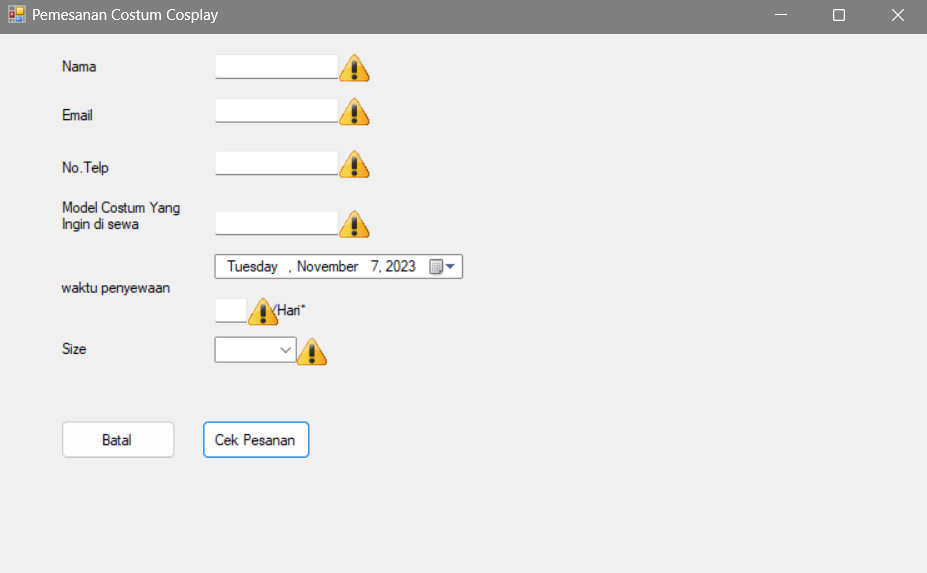 Pemesanan Costum Cosplay
Nama
Email
No.Telp
Model Costum Yang
Ingin di sewa
Tuesday , November 7, 2023
waktu penyewaan
/Hari*
Size
Batal
Cek Pesanan